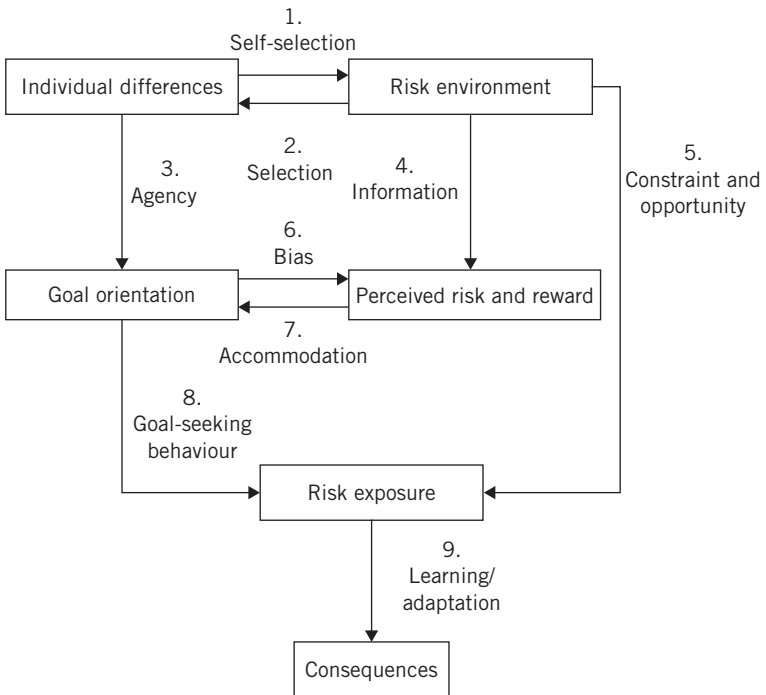 1.
Self-selection
Individual differences
Risk environment
2.
Selection
3.
Agency
4.
Information
5.
Constraint and
opportunity
6.
Bias
Goal orientation
Perceived risk and reward
7.
Accommodation
8.
Goal-seeking
behaviour
Risk exposure
9.
Learning/
adaptation
Consequences